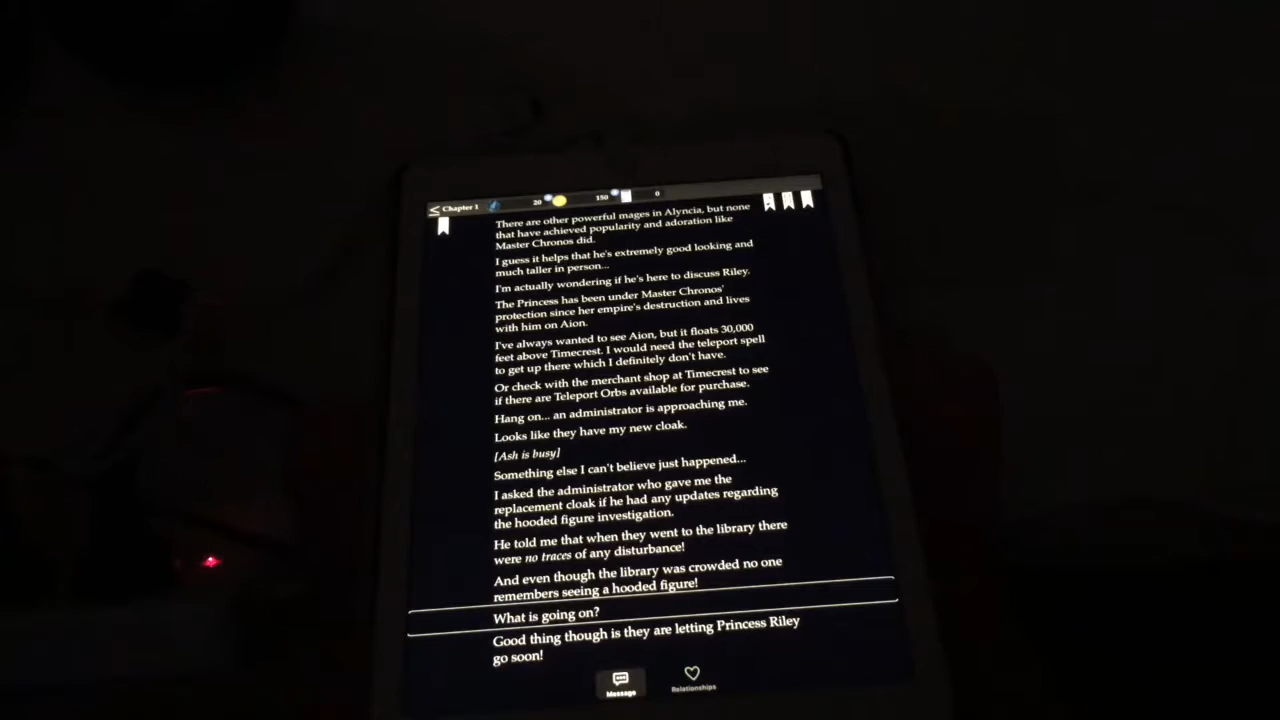 Chapter 1 20 150 0
There are other powerful mages in Alyncia, but none
that have achieved popularity and adoration like
Master Chronos did.
I guess it helps that he's extremely good looking and
much taller in person...
I'm actually wondering if he's here to discuss Riley.
The Princess has been under Master Chronos'
protection since her empire's destruction and lives
with him on Aion.
I've always wanted to see Aion, but it floats 30,000
feet above Timecrest. I would need the teleport spell
to get up there which I definitely don't have.
Or check with the merchant shop at Timecrest to see
if there are Teleport Orbs available for purchase.
Hang on... an administrator is approaching me.
Looks like they have my new cloak.
[Ash is busy]
Something else I can't believe just happened...
I asked the administrator who gave me the
replacement cloak if he had any updates regarding
the hooded figure investigation.
He told me that when they went to the library there
were no traces of any disturbance!
And even though the library was crowded no one
remembers seeing a hooded figure!
What is going on?
Good thing though is they are letting Princess Riley
go soon!
Message Relationships